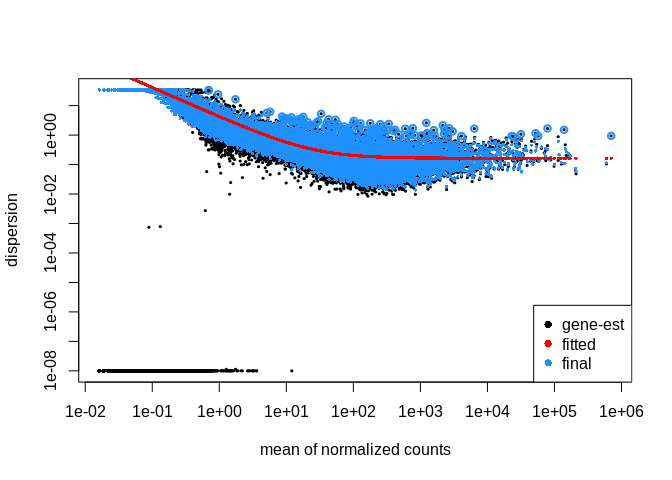 dispersion
1e+00
1e-02
1e-04
1e-06
1e-08
gene-est
fitted
final
1e-02 1e-01 1e+00 1e+01 1e+02 1e+03 1e+04 1e+05 1e+06
mean of normalized counts